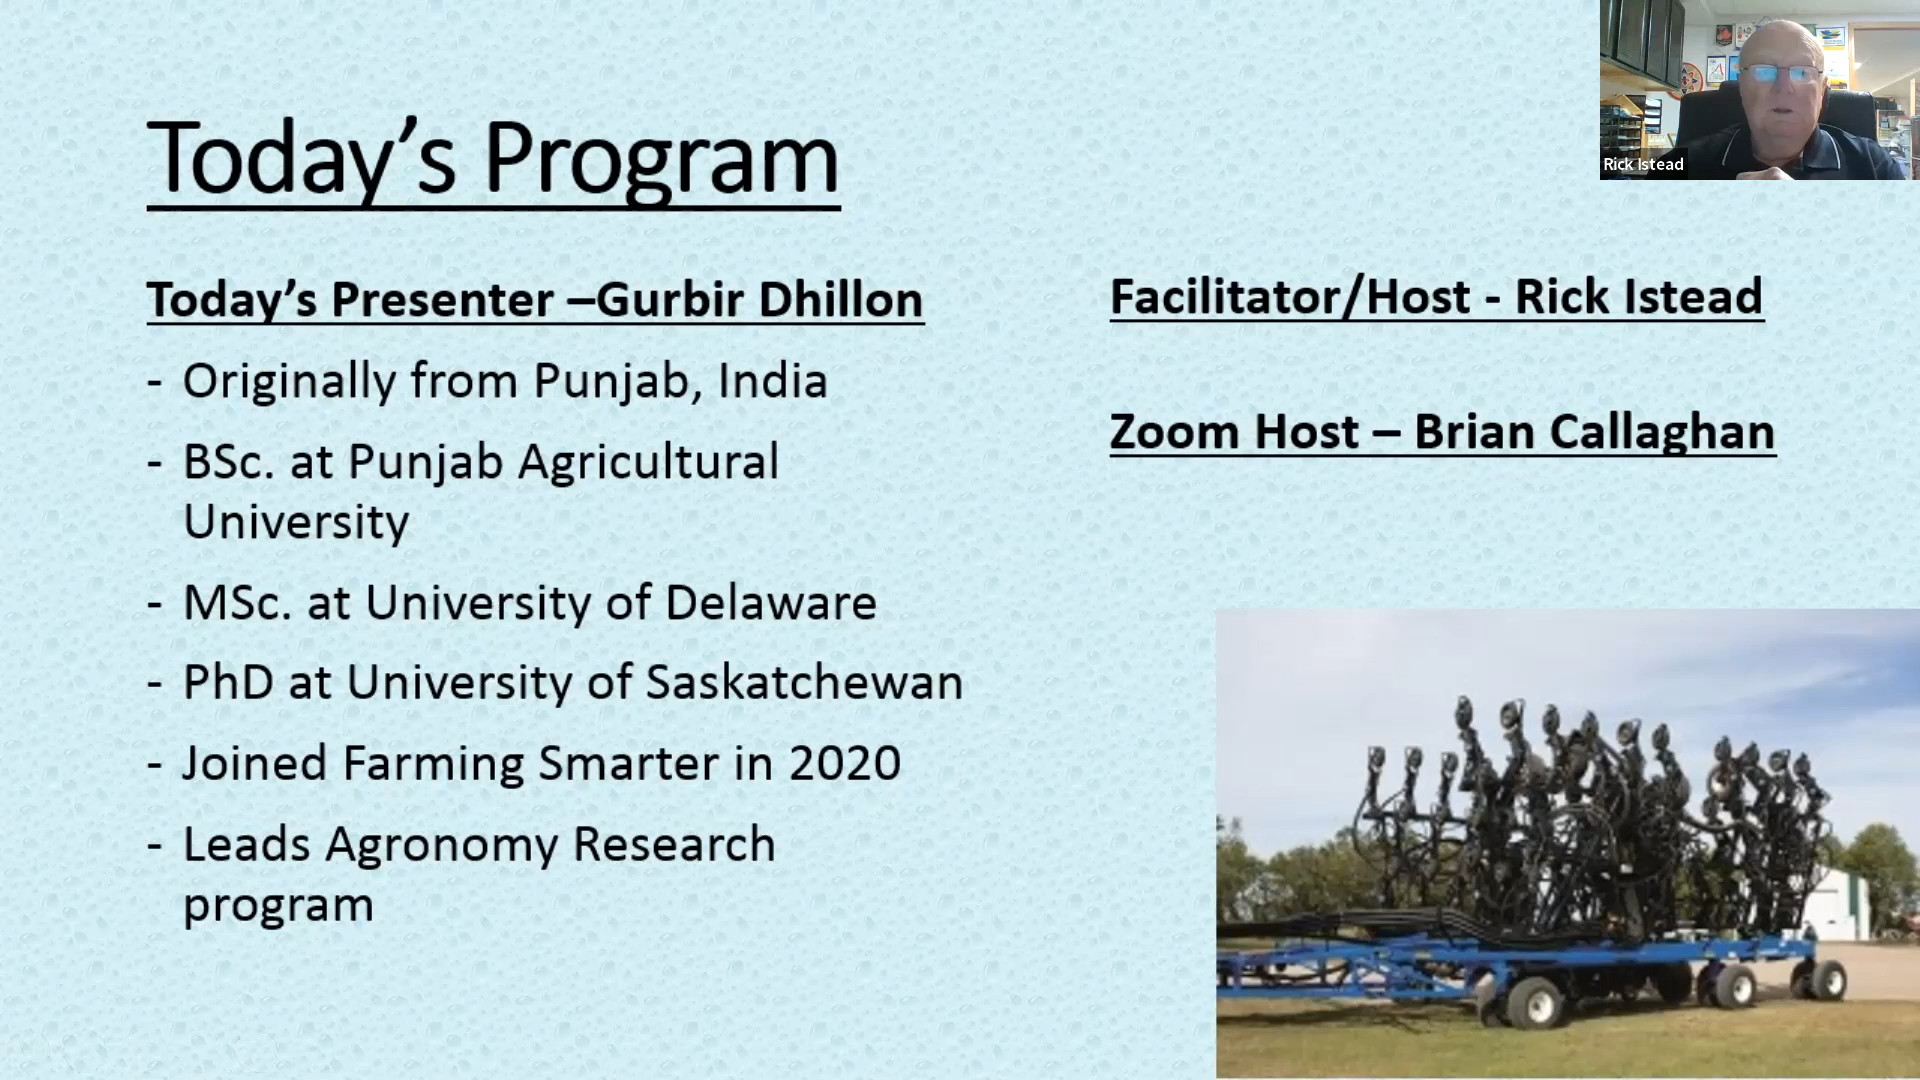 Today’s Program
Today’s Presenter –Gurbir Dhillon
- Originally from Punjab, India
- BSc. at Punjab Agricultural
University
- MSc. at University of Delaware
- PhD at University of Saskatchewan
- Joined Farming Smarter in 2020
- Leads Agronomy Research
program
Facilitator/Host - Rick Istead
Zoom Host – Brian Callaghan
Rick Istead